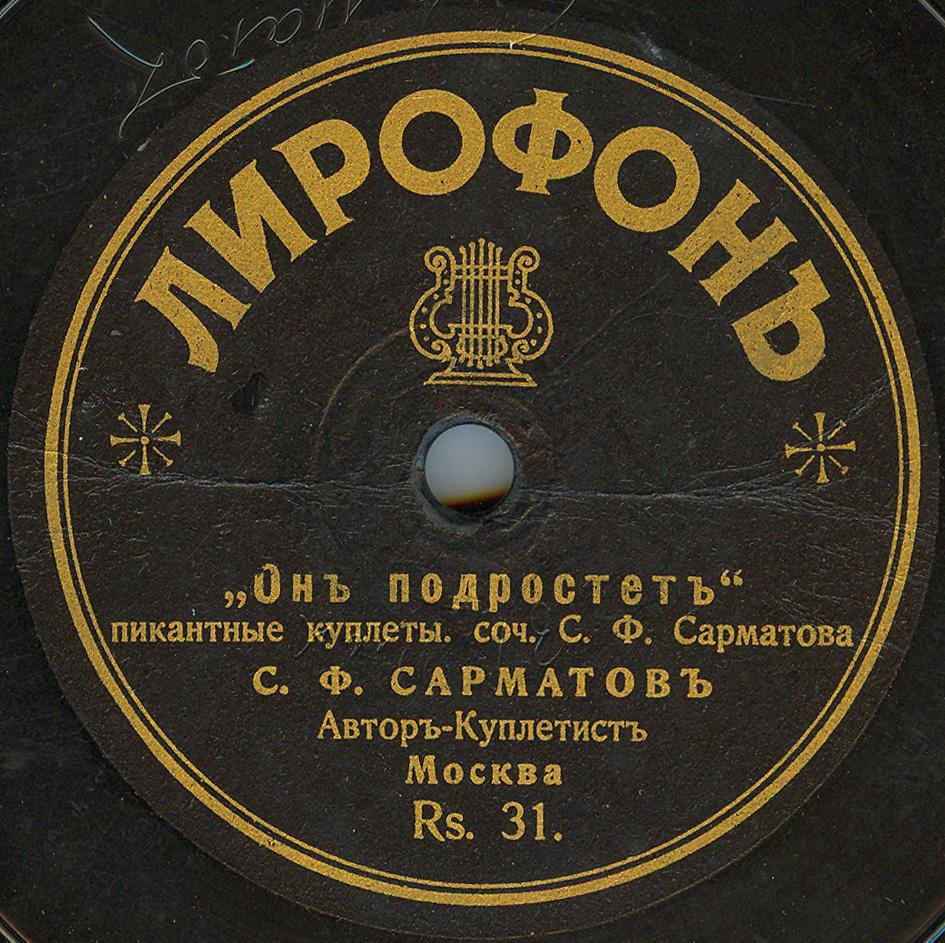 ЛИРОФОНЪ
„Онъ подростетъ“
пикантные куплеты. соч. С. Ф. Сарматова
С. Ф. САРМАТОВЪ
Авторъ-Куплетистъ
Москва
Rs. 31.